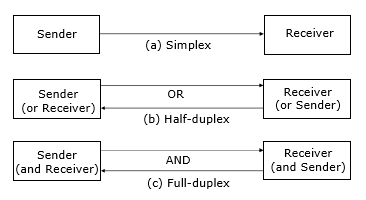 Sender
Receiver
(a) Simplex
Sender
(or Receiver)
OR
Receiver
(or Sender)
(b) Half-duplex
Sender
(and Receiver)
AND
Receiver
(and Sender)
(c) Full-duplex